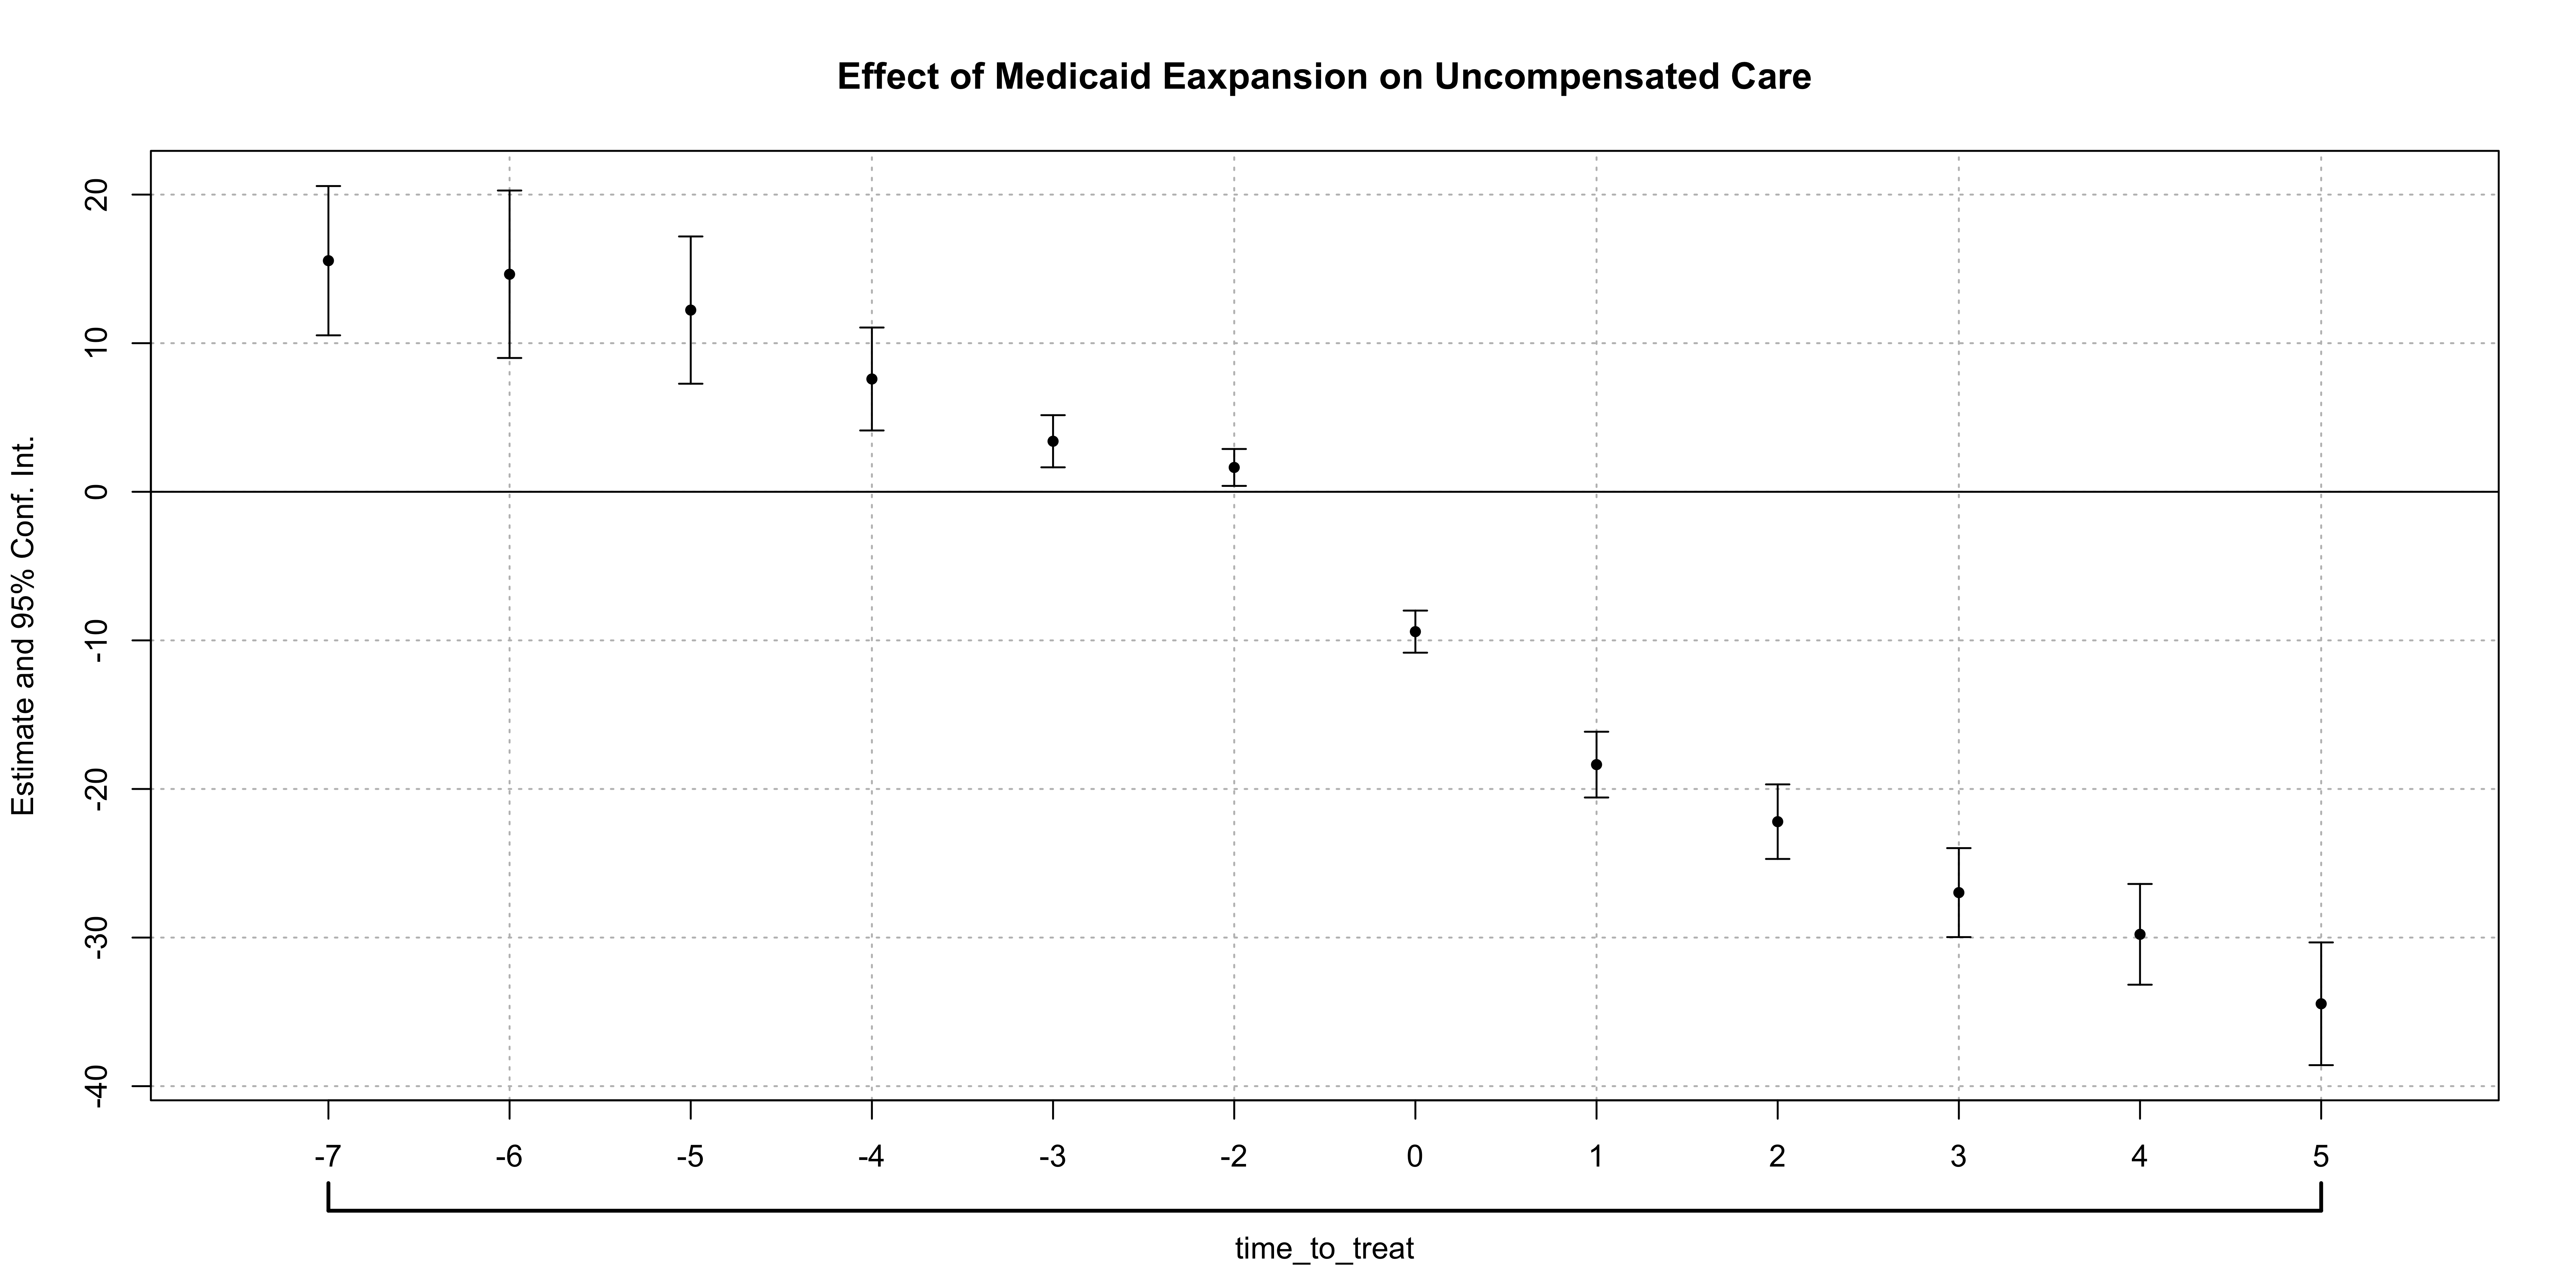 Effect of Medicaid Eaxpansion on Uncompensated Care
Estimate and 95% Conf. Int.
20
10
0
-10
-20
-30
-40
-7 -6 -5 -4 -3 -2 0 1 2 3 4 5
time_to_treat